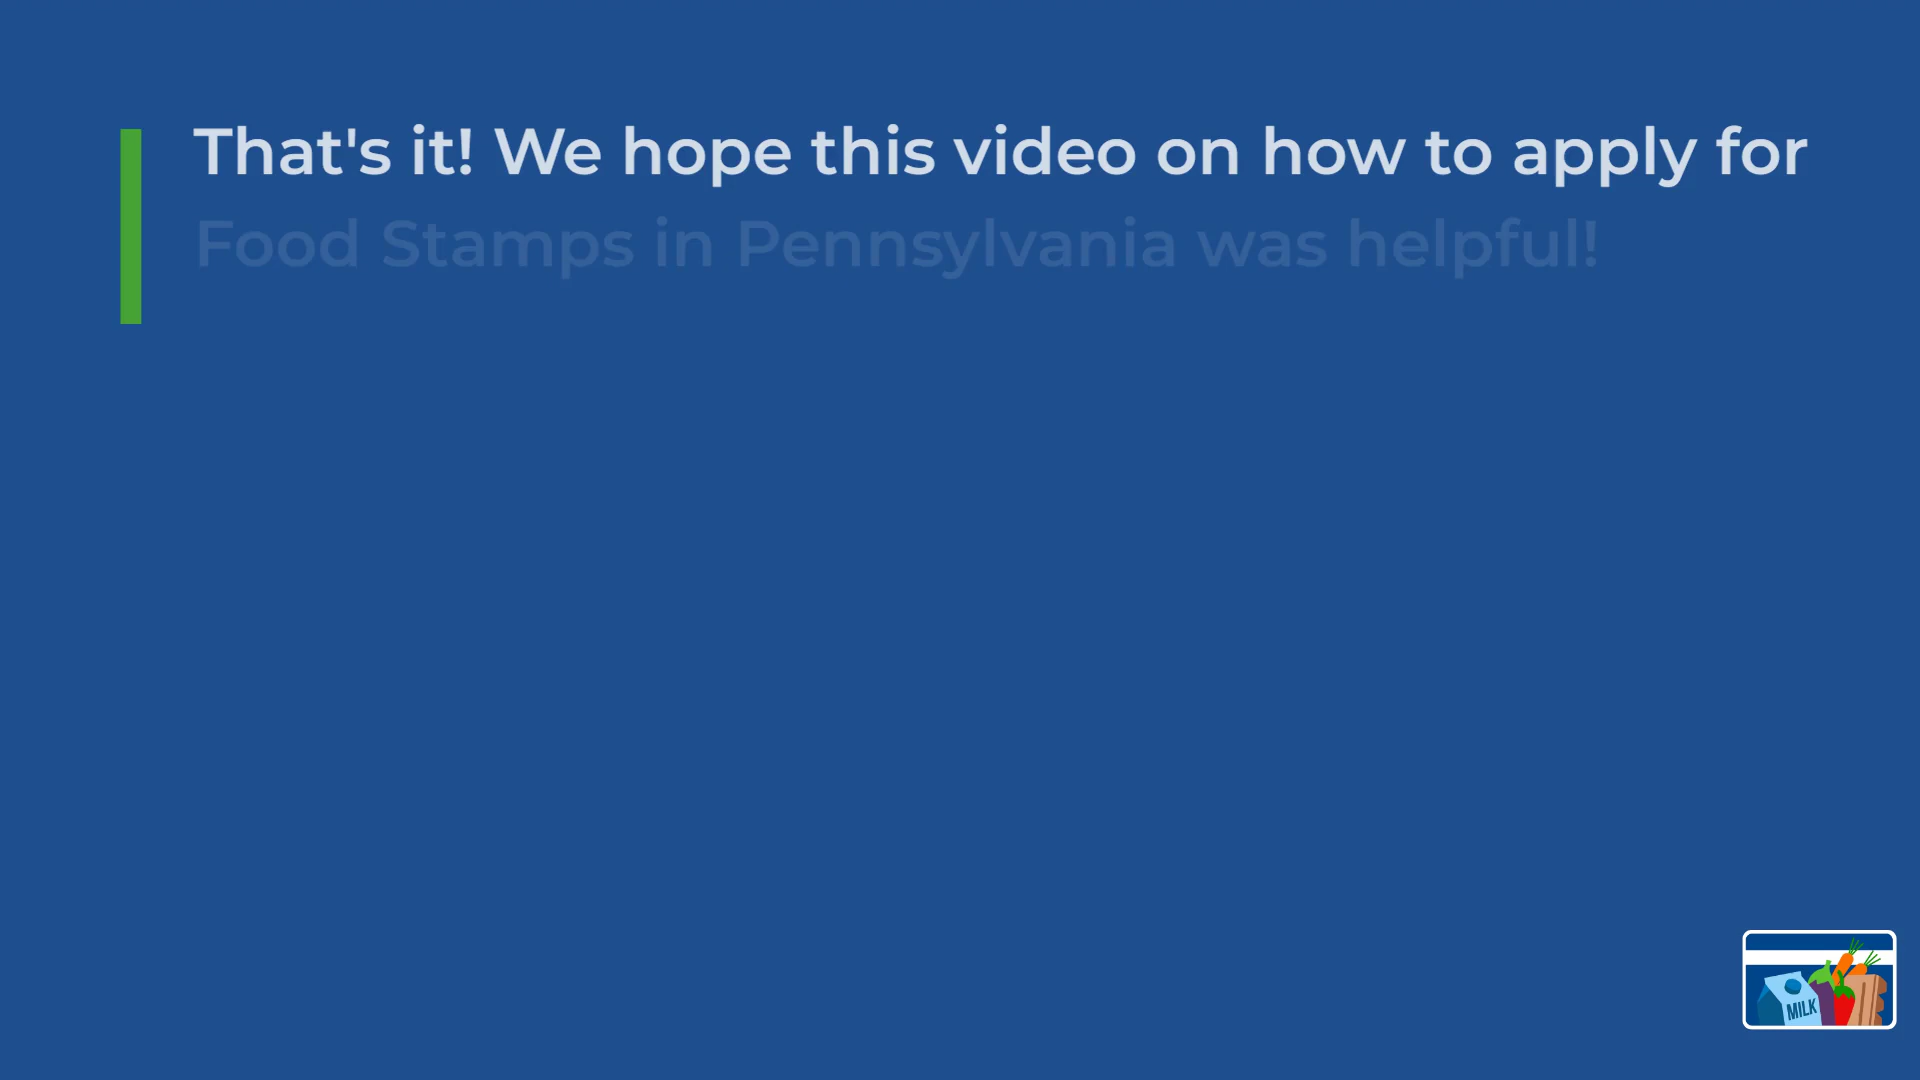 That's it! We hope this video on how to apply for
Food Stamps in Pennsylvania was helpful!
MILK